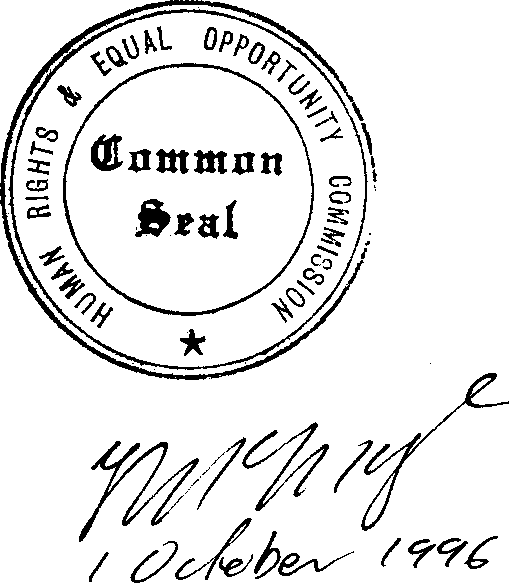 HUMAN RIGHTS & EQUAL OPPORTUNITY COMMISSION
Common
Seal
1 October 1996